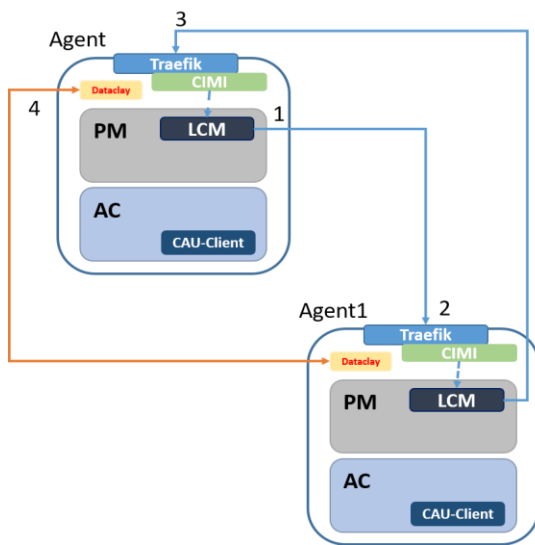 3
Agent
Traefik
CIMI
Dataclay
4
1
PM
LCM
AC
CAU-Client
Agent1
2
Traefik
CIMI
Dataclay
PM
LCM
AC
CAU-Client